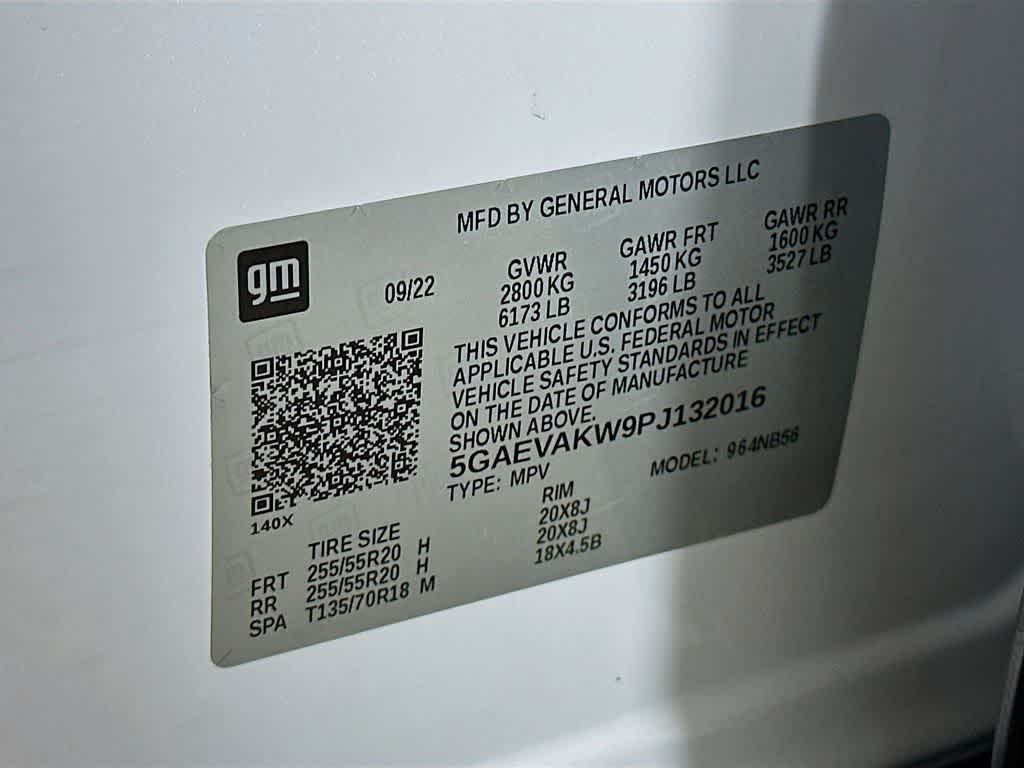 MFD BY GENERAL MOTORS LLC
gm
09/22
GVWR GAWR FRT GAWR RR
2800 KG 1450 KG 1600 KG
6173 LB 3196 LB 3527 LB
THIS VEHICLE CONFORMS TO ALL
APPLICABLE U.S. FEDERAL MOTOR
VEHICLE SAFETY STANDARDS IN EFFECT
ON THE DATE OF MANUFACTURE
SHOWN ABOVE.
5GAEVAKW9PJ132016
TYPE: MPV MODEL: 964NB56
140X
TIRE SIZE RIM
FRT 255/55R20 H 20X8J
RR 255/55R20 H 20X8J
SPA T135/70R18 M 18X4.5B